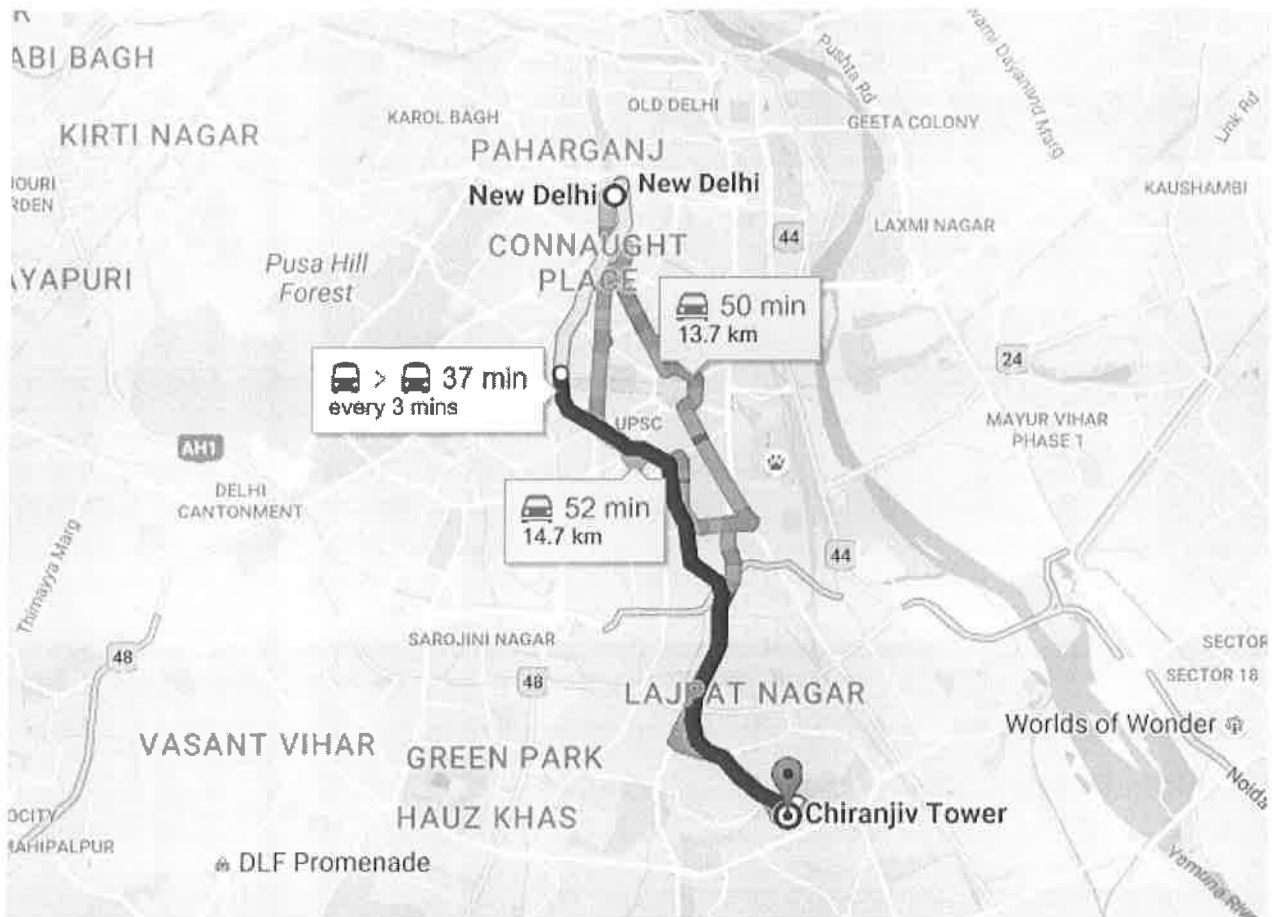 ABI BAGH
KIRTI NAGAR
KAROL BAGH
OLD DELHI
Pushta Rd
GEETA COLONY
Link Rd
PAHARGANJ
New Delhi
New Delhi
KAUSHAMBI
CONNAUGHT
PLACE
44
LAXMI NAGAR
AYAPURI
Pusa Hill
Forest
50 min
13.7 km
24
> 37 min
every 3 mins
UPSC
MAYUR VIHAR
PHASE 1
AH1
DELHI
CANTONMENT
52 min
14.7 km
44
Thimayya Marg
48
SAROJINI NAGAR
48
SECTOR
SECTOR 18
LAJPAT NAGAR
Worlds of Wonder
VASANT VIHAR
GREEN PARK
Noida
HAUZ KHAS
Chiranjiv Tower
OCITY
MAHIPALPUR
DLF Promenade